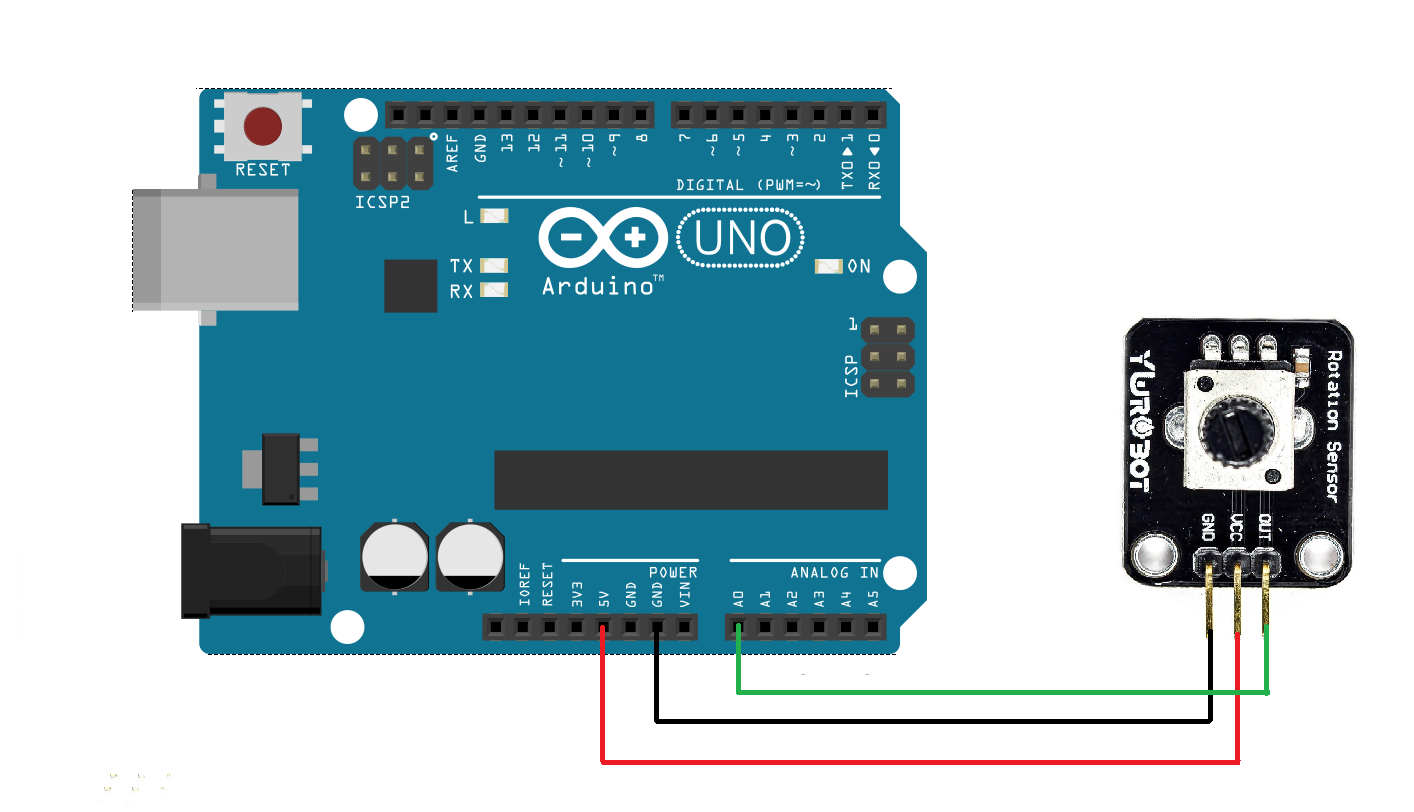 RESET
ICSP2
AREF
GND
13
12
~11
~10
~9
8
7
~6
~5
4
~3
2
TX0▶1
RX0◀0
DIGITAL (PWM=~)
L
TX
RX
Arduino™
UNO
ON
1
ICSP
POWER
IOREF
RESET
3V3
5V
GND
GND
VIN
ANALOG IN
A0
A1
A2
A3
A4
A5
YUROBOT
Rotation Sensor
GND
VCC
OUT